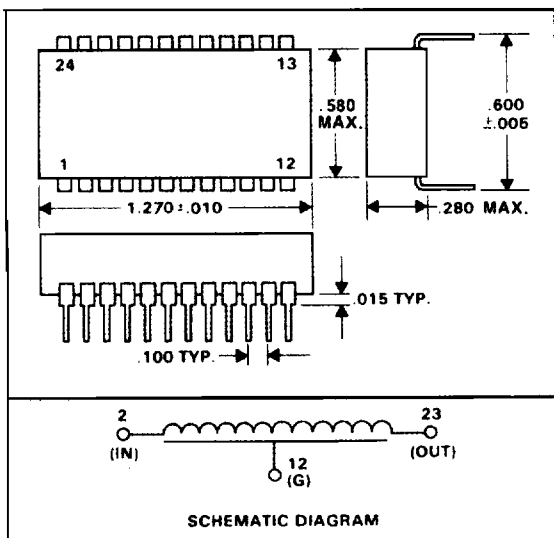 24 13
.580
MAX.
.600
±.005
1 12
1.270 ±.010
.280 MAX.
.015 TYP.
.100 TYP.
2 23
(IN) (OUT)
12
(G)
SCHEMATIC DIAGRAM